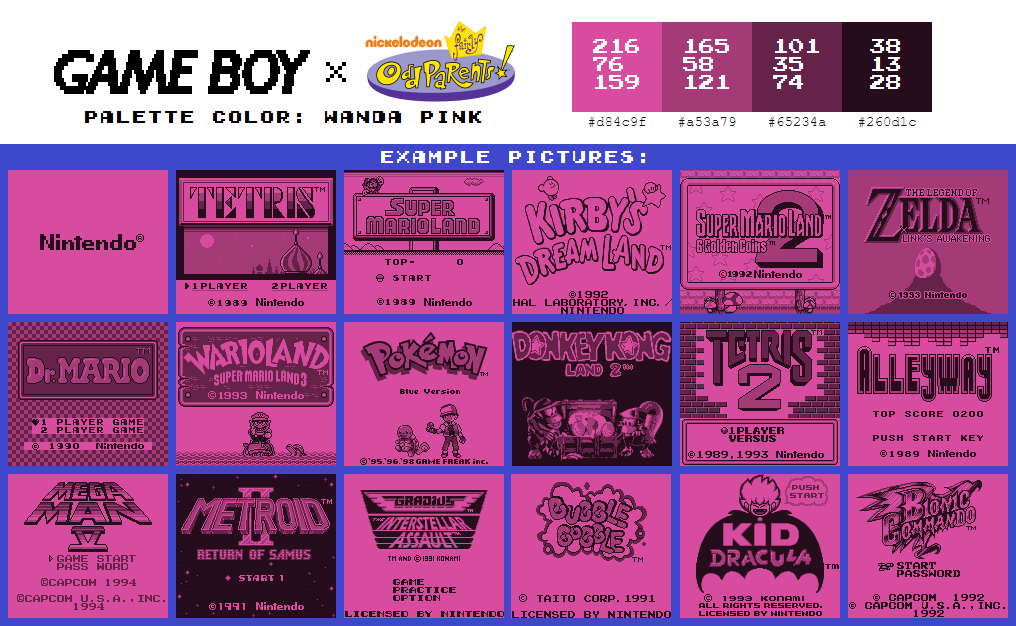 GAME BOY × nickelodeon The Fairly OddParents!
PALETTE COLOR: WANDA PINK
216
76
159
165
58
121
101
35
74
38
13
28
#d84c9f #a53a79 #65234a #260d1c
EXAMPLE PICTURES:
Nintendo®
TETRIS™
1PLAYER 2PLAYER
©1989 Nintendo
SUPER
MARIOLAND
TOP- 0
START
©1989 Nintendo
KIRBY'S
DREAM LAND™
©1992
HAL LABORATORY, INC. /
NINTENDO
SUPER MARIO LAND 2™
6 Golden Coins™
©1992 Nintendo
THE LEGEND OF
ZELDA™
LINK'S AWAKENING
©1993 Nintendo
Dr. MARIO™
♥1 PLAYER GAME
2 PLAYER GAME
© 1990 Nintendo
WARIOLAND
SUPER MARIO LAND 3™
©1993 Nintendo
POKéMON™
Blue Version
©'95.'96.'98 GAME FREAK inc.
DONKEY KONG
LAND 2™
TETRIS™
2
1PLAYER
VERSUS
©1989,1993 Nintendo
ALLEYWAY™
TOP SCORE 0200
PUSH START KEY
©1989 Nintendo
MEGA
MAN
IV
GAME START
PASS WORD
©CAPCOM 1994
©CAPCOM U.S.A.,INC.
1994
METROID™
II
RETURN OF SAMUS
START 1
©1991 Nintendo
GRADIUS
THE INTERSTELLAR
ASSAULT™
TM AND ©1991 KONAMI
GAME
PRACTICE
OPTION
LICENSED BY NINTENDO
BUBBLE
BOBBLE™
© TAITO CORP. 1991
LICENSED BY NINTENDO
PUSH
START
KID
DRACULA™
© 1993 KONAMI
ALL RIGHTS RESERVED.
LICENSED BY NINTENDO
BIONIC
COMMANDO™
START
PASSWORD
© CAPCOM 1992
© CAPCOM U.S.A.,INC.
1992